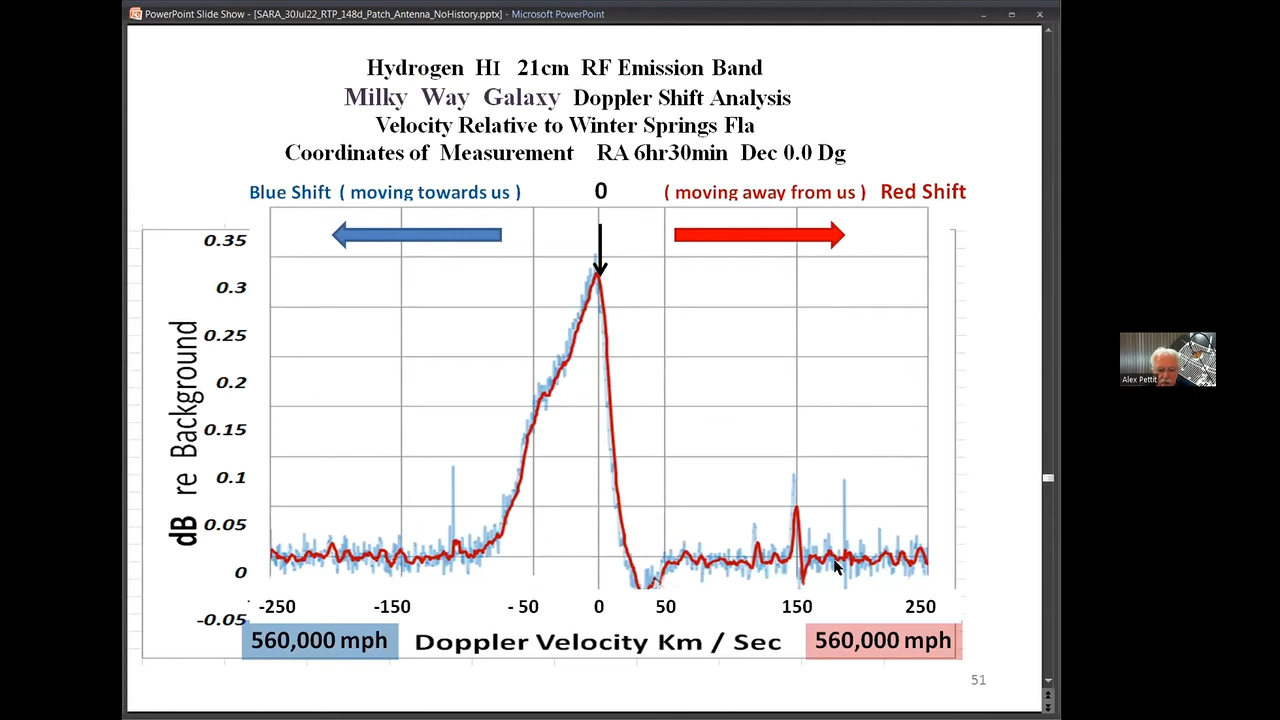 PowerPoint Slide Show - [SARA_30Jul22_RTP_148d_Patch_Antenna_NoHistory.pptx] - Microsoft PowerPoint
Hydrogen HI 21cm RF Emission Band
Milky Way Galaxy Doppler Shift Analysis
Velocity Relative to Winter Springs Fla
Coordinates of Measurement RA 6hr30min Dec 0.0 Dg
Blue Shift ( moving towards us ) 0 ( moving away from us ) Red Shift
0.35
0.3
0.25
0.2
0.15
0.1
0.05
0
-0.05
dB re Background
-250 -150 - 50 0 50 150 250
560,000 mph Doppler Velocity Km / Sec 560,000 mph
51
Alex Pettit